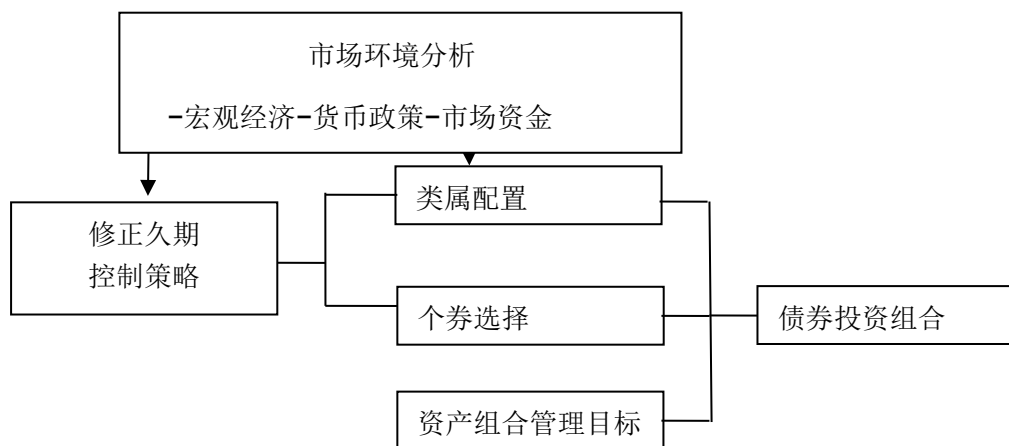 市场环境分析
-宏观经济-货币政策-市场资金
类属配置
修正久期
控制策略
个券选择
债券投资组合
资产组合管理目标